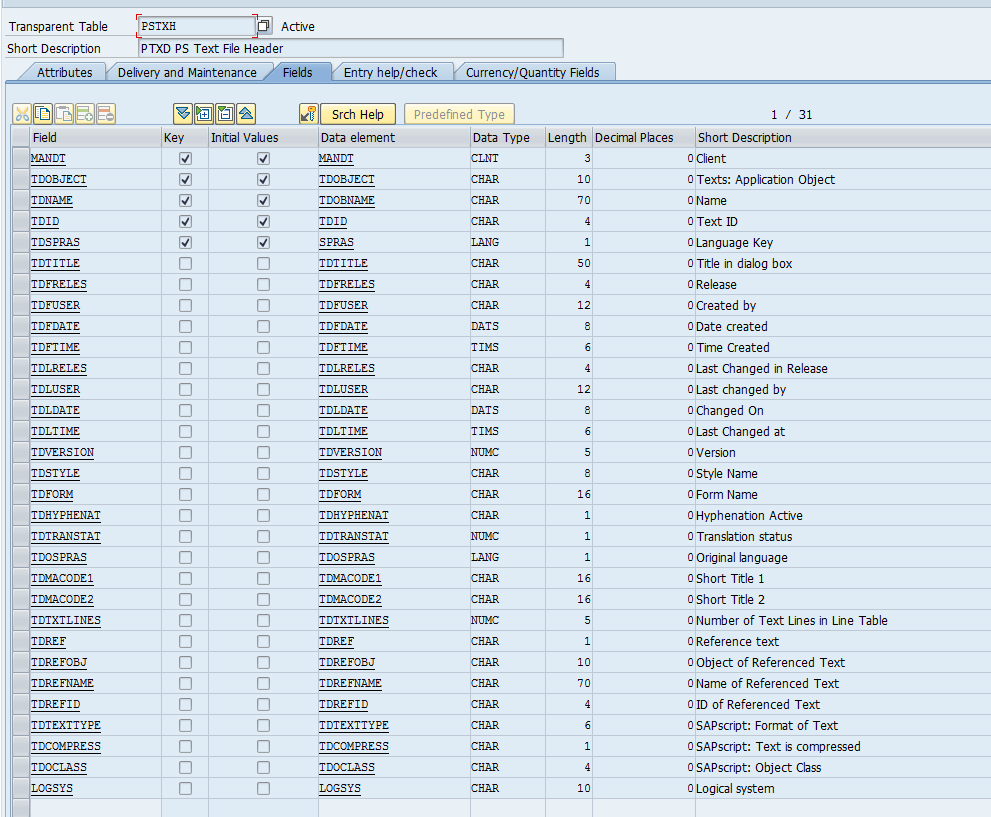 Transparent Table PSTXH Active
Short Description PTXD PS Text File Header
Attributes Delivery and Maintenance Fields Entry help/check Currency/Quantity Fields
Srch Help Predefined Type 1 / 31
Field Key Initial Values Data element Data Type Length Decimal Places Short Description
MANDT MANDT CLNT 3 0 Client
TDOBJECT TDOBJECT CHAR 10 0 Texts: Application Object
TDNAME TDOBNAME CHAR 70 0 Name
TDID TDID CHAR 4 0 Text ID
TDSPRAS SPRAS LANG 1 0 Language Key
TDTITLE TDTITLE CHAR 50 0 Title in dialog box
TDFRELES TDFRELES CHAR 4 0 Release
TDFUSER TDFUSER CHAR 12 0 Created by
TDFDATE TDFDATE DATS 8 0 Date created
TDFTIME TDFTIME TIMS 6 0 Time Created
TDLRELES TDLRELES CHAR 4 0 Last Changed in Release
TDLUSER TDLUSER CHAR 12 0 Last changed by
TDLDATE TDLDATE DATS 8 0 Changed On
TDLTIME TDLTIME TIMS 6 0 Last Changed at
TDVERSION TDVERSION NUMC 5 0 Version
TDSTYLE TDSTYLE CHAR 8 0 Style Name
TDFORM TDFORM CHAR 16 0 Form Name
TDHYPHENAT TDHYPHENAT CHAR 1 0 Hyphenation Active
TDTRANSTAT TDTRANSTAT NUMC 1 0 Translation status
TDOSPRAS TDOSPRAS LANG 1 0 Original language
TDMACODE1 TDMACODE1 CHAR 16 0 Short Title 1
TDMACODE2 TDMACODE2 CHAR 16 0 Short Title 2
TDTXTLINES TDTXTLINES NUMC 5 0 Number of Text Lines in Line Table
TDREF TDREF CHAR 1 0 Reference text
TDREFOBJ TDREFOBJ CHAR 10 0 Object of Referenced Text
TDREFNAME TDREFNAME CHAR 70 0 Name of Referenced Text
TDREFID TDREFID CHAR 4 0 ID of Referenced Text
TDTEXTTYPE TDTEXTTYPE CHAR 6 0 SAPscript: Format of Text
TDCOMPRESS TDCOMPRESS CHAR 1 0 SAPscript: Text is compressed
TDOCLASS TDOCLASS CHAR 4 0 SAPscript: Object Class
LOGSYS LOGSYS CHAR 10 0 Logical system